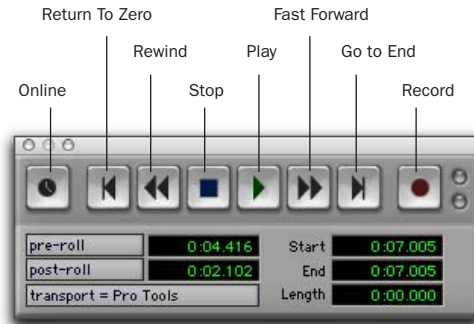 Return To Zero
Fast Forward
Rewind
Play
Go to End
Online
Stop
Record
pre-roll 0:04.416 Start 0:07.005
post-roll 0:02.102 End 0:07.005
transport = Pro Tools Length 0:00.000